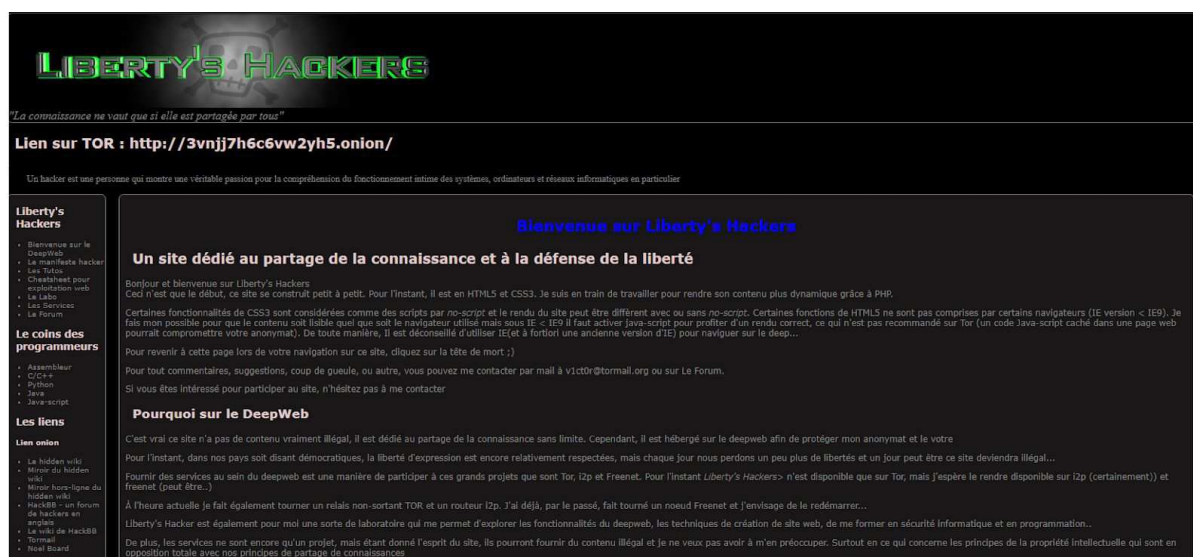 LIBERTY'S HACKERS
"La connaissance ne vaut que si elle est partagée par tous"
Lien sur TOR : http://3vnjj7h6c6vw2yh5.onion/
Un hacker est une personne qui montre une véritable passion pour la compréhension du fonctionnement intime des systèmes, ordinateurs et réseaux informatiques en particulier
Liberty's
Hackers
Bienvenue sur le
DeepWeb
Le manifeste hacker
Les Tutos
Cheatsheet pour
exploitation web
Le Labo
Les Services
Le Forum
Le coins des
programmeurs
Assembleur
C/C++
Python
Java
Java-script
Les liens
Lien onion
Le hidden wiki
Miroir du hidden
wiki
Miroir hors-ligne du
hidden wiki
HackBB - un forum
de hackers en
anglais
Le wiki de HackBB
Tormail
Noel Board
Bienvenue sur Liberty's Hackers
Un site dédié au partage de la connaissance et à la défense de la liberté
Bonjour et bienvenue sur Liberty's Hackers
Ceci n'est que le début, ce site se construit petit à petit. Pour l'instant, il est en HTML5 et CSS3. Je suis en train de travailler pour rendre son contenu plus dynamique grâce à PHP.
Certaines fonctionnalités de CSS3 sont considérées comme des scripts par no-script et le rendu du site peut être différent avec ou sans no-script. Certaines fonctions de HTML5 ne sont pas comprises par certains navigateurs (IE version < IE9). Je
fais mon possible pour que le contenu soit lisible quel que soit le navigateur utilisé mais sous IE < IE9 il faut activer java-script pour profiter d'un rendu correct, ce qui n'est pas recommandé sur Tor (un code Java-script caché dans une page web
pourrait compromettre votre anonymat). De toute manière, Il est déconseillé d'utiliser IE(et à fortiori une ancienne version d'IE) pour naviguer sur le deep...
Pour revenir à cette page lors de votre navigation sur ce site, cliquez sur la tête de mort ;)
Pour tout commentaires, suggestions, coup de gueule, ou autre, vous pouvez me contacter par mail à v1ct0r@tormail.org ou sur Le Forum.
Si vous êtes intéressé pour participer au site, n'hésitez pas à me contacter
Pourquoi sur le DeepWeb
C'est vrai ce site n'a pas de contenu vraiment illégal, il est dédié au partage de la connaissance sans limite. Cependant, il est hébergé sur le deepweb afin de protéger mon anonymat et le votre
Pour l'instant, dans nos pays soit disant démocratiques, la liberté d'expression est encore relativement respectées, mais chaque jour nous perdons un peu plus de libertés et un jour peut être ce site deviendra illégal...
Fournir des services au sein du deepweb est une manière de participer à ces grands projets que sont Tor, i2p et Freenet. Pour l'instant Liberty's Hackers> n'est disponible que sur Tor, mais j'espère le rendre disponible sur i2p (certainement)) et
freenet (peut être..)
À l'heure actuelle je fait également tourner un relais non-sortant TOR et un routeur i2p. J'ai déjà, par le passé, fait tourné un noeud Freenet et j'envisage de le redémarrer...
Liberty's Hacker est également pour moi une sorte de laboratoire qui me permet d'explorer les fonctionnalités du deepweb, les techniques de création de site web, de me former en sécurité informatique et en programmation..
De plus, les services ne sont encore qu'un projet, mais étant donné l'esprit du site, ils pourront fournir du contenu illégal et je ne veux pas avoir à m'en préoccuper. Surtout en ce qui concerne les principes de la propriété intellectuelle qui sont en
opposition totale avec nos principes de partage de connaissances